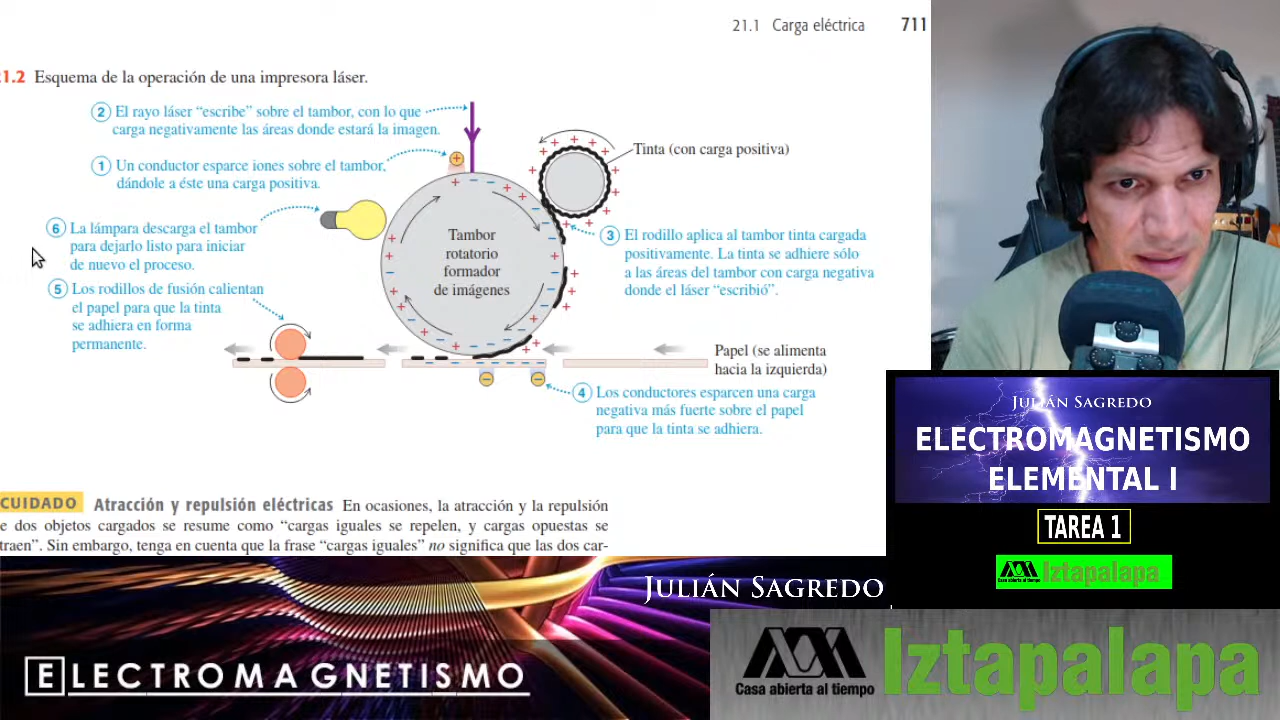 21.1 Carga eléctrica 711
21.2 Esquema de la operación de una impresora láser.
2 El rayo láser “escribe” sobre el tambor, con lo que
carga negativamente las áreas donde estará la imagen.
1 Un conductor esparce iones sobre el tambor,
dándole a éste una carga positiva.
Tinta (con carga positiva)
6 La lámpara descarga el tambor
para dejarlo listo para iniciar
de nuevo el proceso.
Tambor
rotatorio
formador
de imágenes
3 El rodillo aplica al tambor tinta cargada
positivamente. La tinta se adhiere sólo
a las áreas del tambor con carga negativa
donde el láser “escribió”.
5 Los rodillos de fusión calientan
el papel para que la tinta
se adhiera en forma
permanente.
Papel (se alimenta
hacia la izquierda)
4 Los conductores esparcen una carga
negativa más fuerte sobre el papel
para que la tinta se adhiera.
CUIDADO Atracción y repulsión eléctricas En ocasiones, la atracción y la repulsión
e dos objetos cargados se resume como “cargas iguales se repelen, y cargas opuestas se
traen”. Sin embargo, tenga en cuenta que la frase “cargas iguales” no significa que las dos car-
JULIÁN SAGREDO
ELECTROMAGNETISMO
ELEMENTAL I
TAREA 1
Casa abierta al tiempo Iztapalapa
JULIÁN SAGREDO
ELECTROMAGNETISMO
Casa abierta al tiempo Iztapalapa